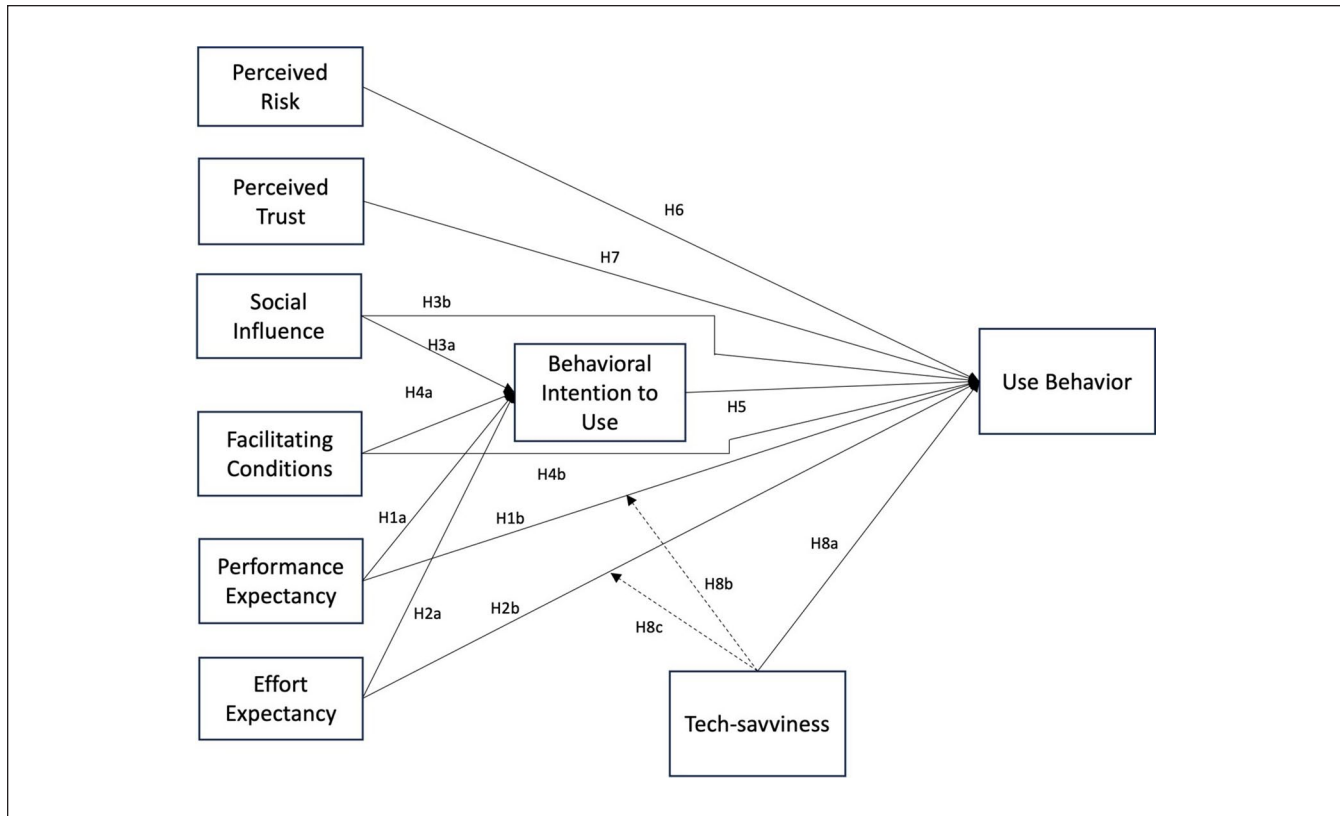 Perceived
Risk
Perceived
Trust
Social
Influence
Facilitating
Conditions
Performance
Expectancy
Effort
Expectancy
Behavioral
Intention to
Use
Use Behavior
Tech-savviness
H6
H7
H3b
H3a
H4a
H5
H4b
H1a
H1b
H2a
H2b
H8a
H8b
H8c